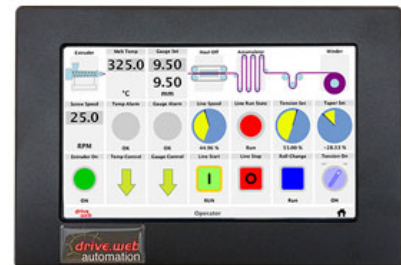 Extruder Melt Temp Gauge Set Haul-Off Accumulator Winder
325.0 9.50
9.50
°C mm
Screw Speed Temp Alarm Gauge Alarm Line Speed Line Run State Tension Set Taper Set
25.0
RPM OK OK 44.96 % Run 53.00 % -28.53 %
Extruder On Temp Control Gauge Control Line Start Line Stop Roll Change Tension On
I O
ON RUN Run ON
drive.web Operator
drive.web
automation